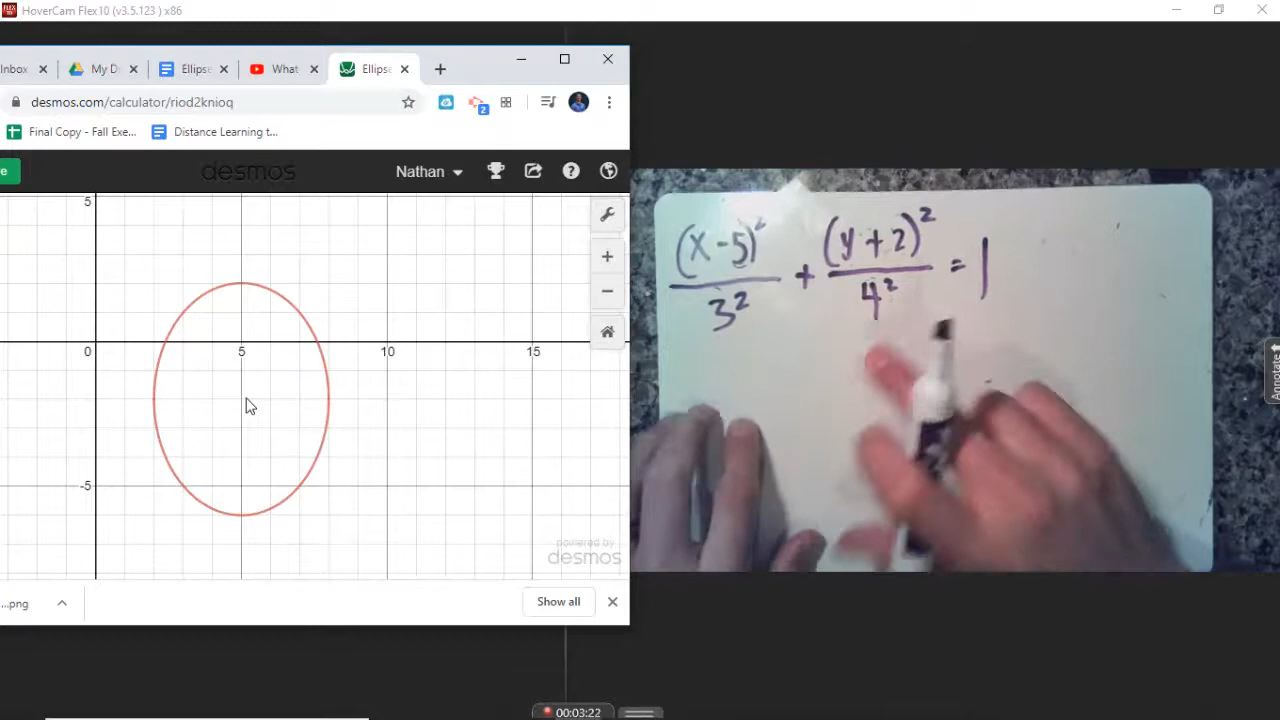 HoverCam Flex10 (v3.5.123 ) x86
Inbox
My D
Ellipse
What
Ellipse
desmos.com/calculator/riod2knioq
2
Final Copy - Fall Exe...
Distance Learning t...
e
desmos
Nathan
5
0
5
10
15
-5
powered by
desmos
(x-5)²/3² + (y+2)²/4² = 1
Annotate
...png
Show all
00:03:22